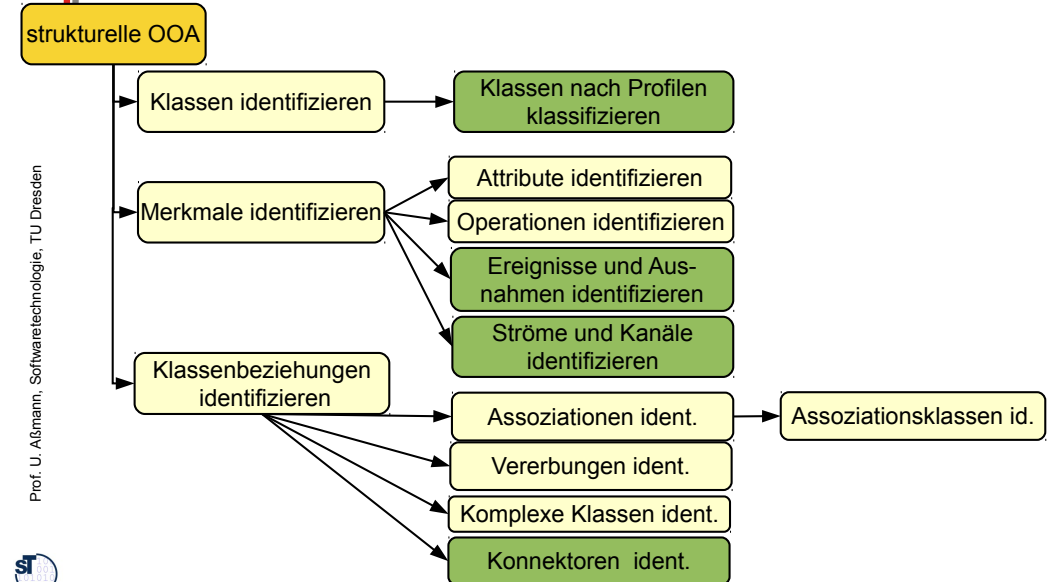 strukturelle OOA
Klassen identifizieren
Klassen nach Profilen
klassifizieren
Merkmale identifizieren
Attribute identifizieren
Operationen identifizieren
Ereignisse und Aus-
nahmen identifizieren
Ströme und Kanäle
identifizieren
Klassenbeziehungen
identifizieren
Assoziationen ident.
Assoziationsklassen id.
Vererbungen ident.
Komplexe Klassen ident.
Konnektoren ident.
Prof. U. Aßmann, Softwaretechnologie, TU Dresden
ST